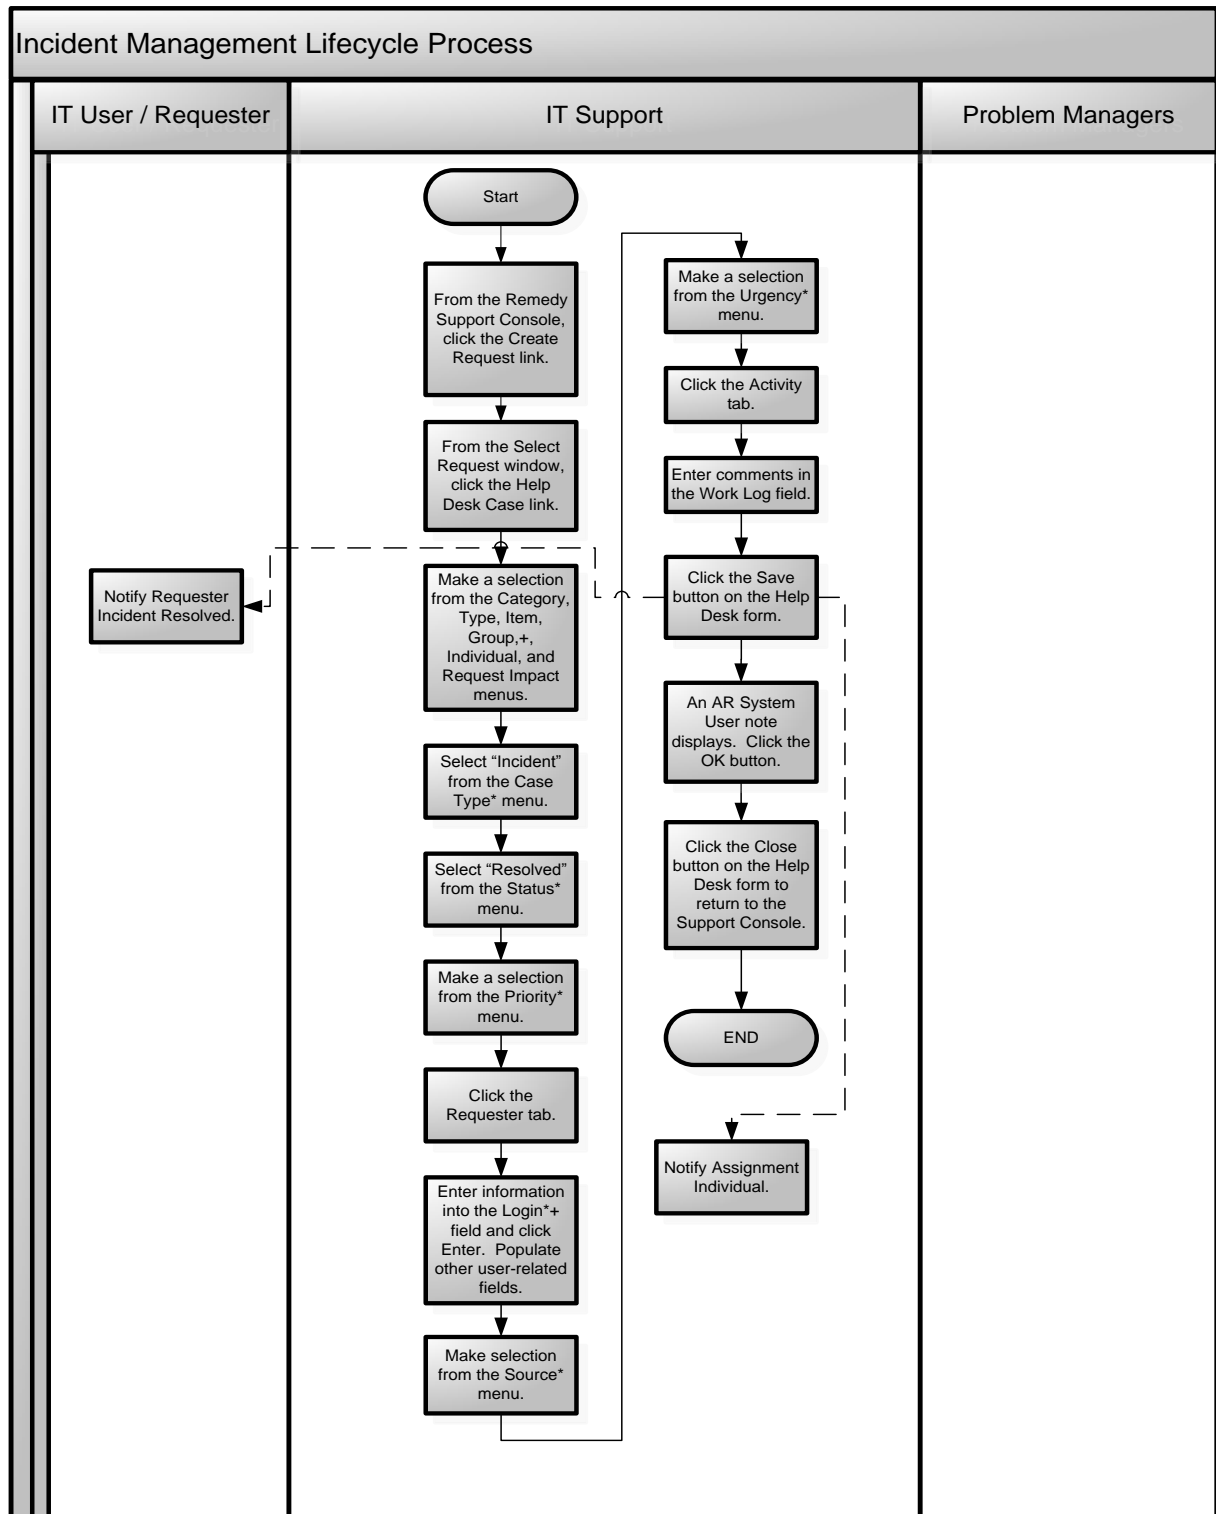 Incident Management Lifecycle Process
IT User / Requester
IT Support
Problem Managers
Start
From the Remedy
Support Console,
click the Create
Request link.
From the Select
Request window,
click the Help
Desk Case link.
Make a selection
from the Category,
Type, Item,
Group,+,
Individual, and
Request Impact
menus.
Select “Incident”
from the Case
Type* menu.
Select “Resolved”
from the Status*
menu.
Make a selection
from the Priority*
menu.
Click the
Requester tab.
Enter information
into the Login*+
field and click
Enter.  Populate
other user-related
fields.
Make selection
from the Source*
menu.
Make a selection
from the Urgency*
menu.
Click the Activity
tab.
Enter comments in
the Work Log field.
Click the Save
button on the Help
Desk form.
Notify Requester
Incident Resolved.
An AR System
User note
displays.  Click the
OK button.
Click the Close
button on the Help
Desk form to
return to the
Support Console.
END
Notify Assignment
Individual.